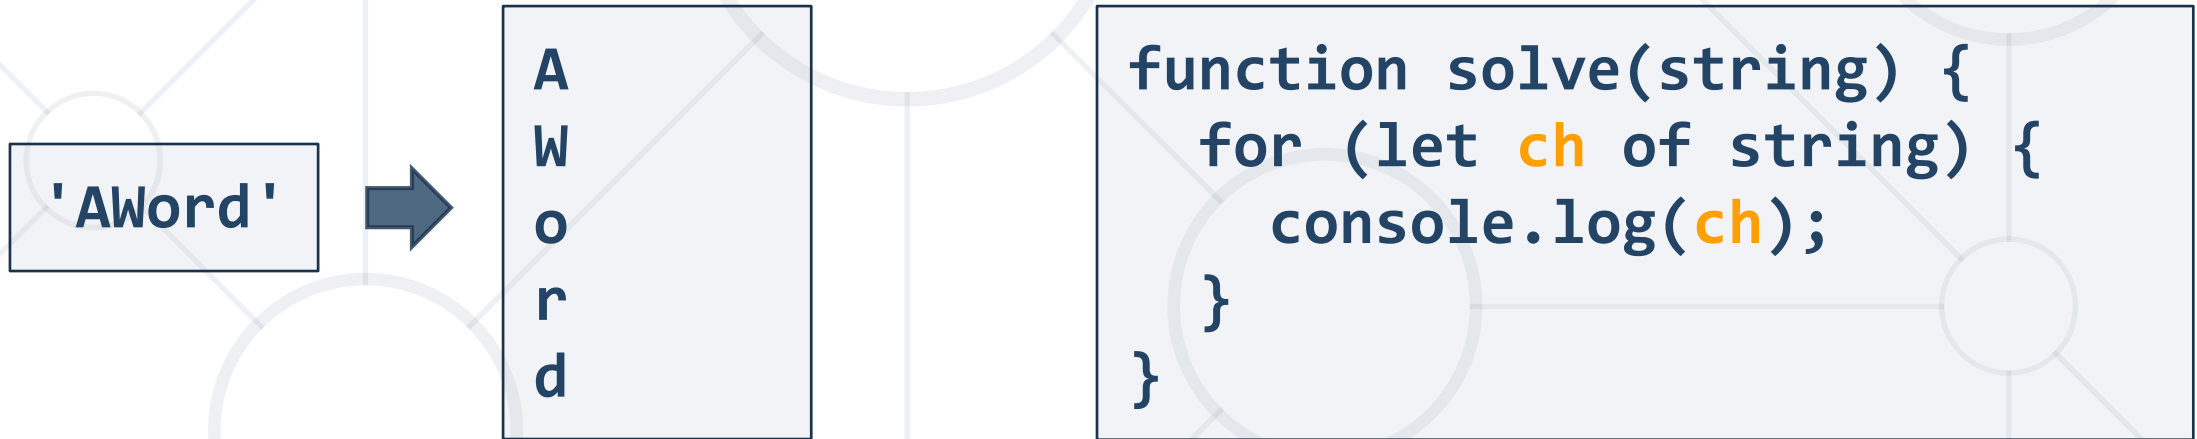 'AWord'
A
W
o
r
d
function solve(string) {
  for (let ch of string) {
    console.log(ch);
  }
}